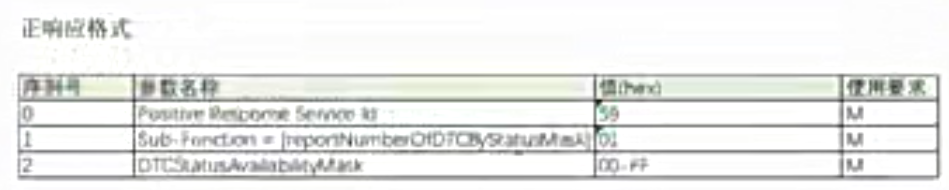 正响应格式
序列号 参数名称 值(hex) 使用要求
0 Positive Response Service Id 59 M
1 Sub-Function = [reportNumberOfDTCByStatusMask] 01 M
2 DTCStatusAvailabilityMask 00-FF M